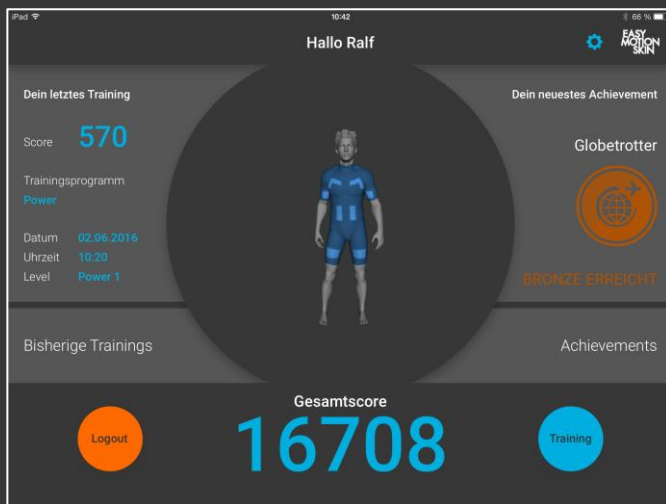 iPad
10:42
66 %
Hallo Ralf
EASY
MOTION
SKIN
Dein letztes Training
Score 570
Trainingsprogramm
Power
Datum 02.06.2016
Uhrzeit 10:20
Level Power 1
Dein neuestes Achievement
Globetrotter
BRONZE ERREICHT
Bisherige Trainings
Achievements
Gesamtscore
16708
Logout
Training